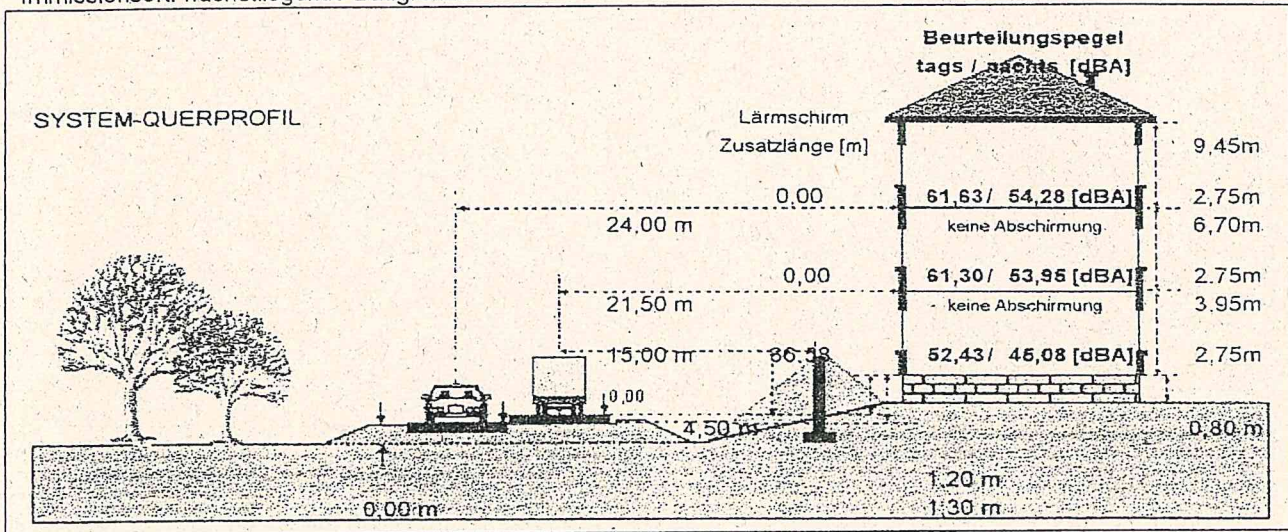 Beurteilungspegel
tags / nachts [dBA]
SYSTEM-QUERPROFIL
Lärmschirm
Zusatzlänge [m]
9,45m
0,00
61,63/ 54,28 [dBA]
2,75m
24,00 m
keine Abschirmung
6,70m
0,00
61,30/ 53,95 [dBA]
2.75m
21,50 m
keine Abschirmung
3.95m
15,00 m
52,43/ 45,08 [dBA]
2,75m
0,00
4,50 m
0,80 m
1,20 m
0,00 m
1,30 m